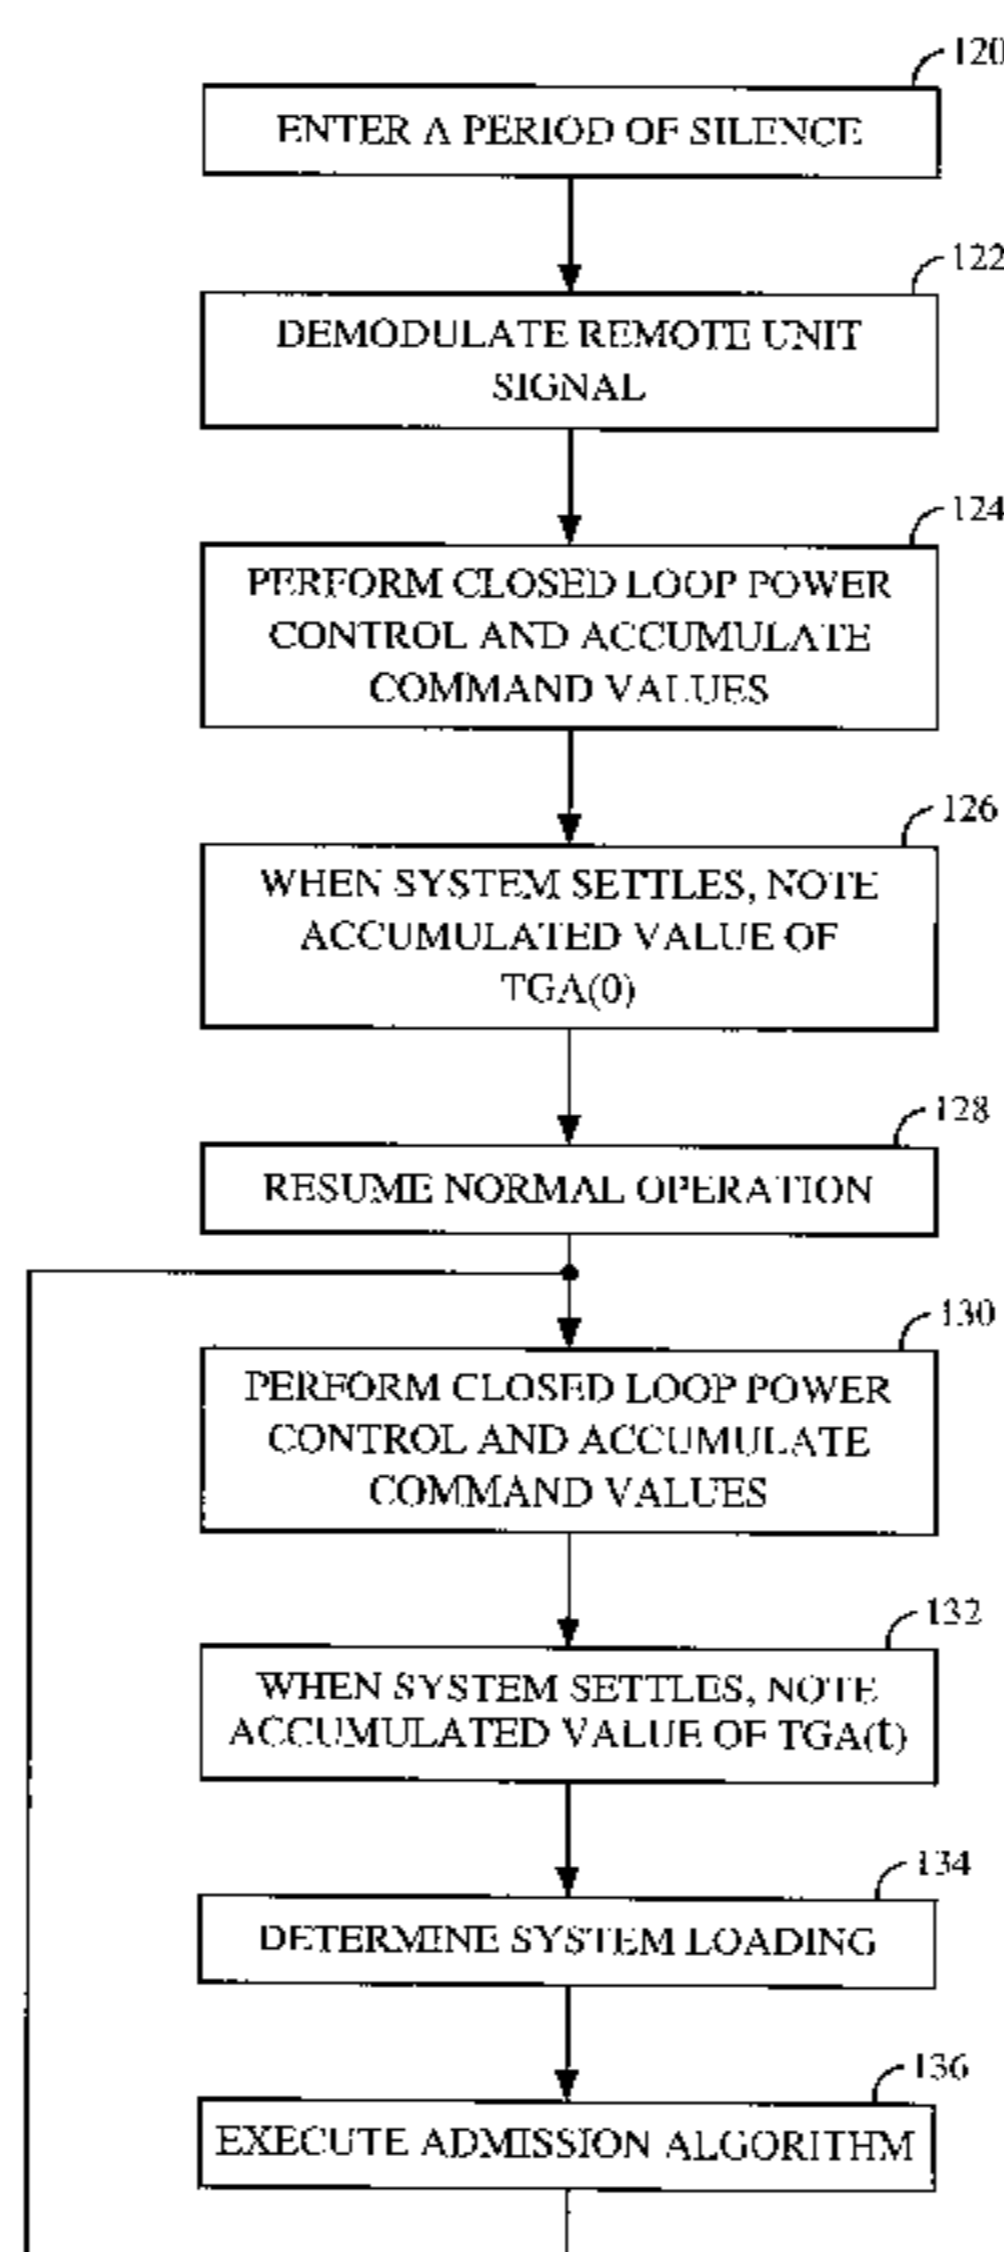 120
ENTER A PERIOD OF SILENCE
122
DEMODULATE REMOTE UNIT
SIGNAL
124
PERFORM CLOSED LOOP POWER
CONTROL AND ACCUMULATE
COMMAND VALUES
126
WHEN SYSTEM SETTLES, NOTE
ACCUMULATED VALUE OF
TGA(0)
128
RESUME NORMAL OPERATION
130
PERFORM CLOSED LOOP POWER
CONTROL AND ACCUMULATE
COMMAND VALUES
132
WHEN SYSTEM SETTLES, NOTE
ACCUMULATED VALUE OF TGA(t)
134
DETERMINE SYSTEM LOADING
136
EXECUTE ADMISSION ALGORITHM